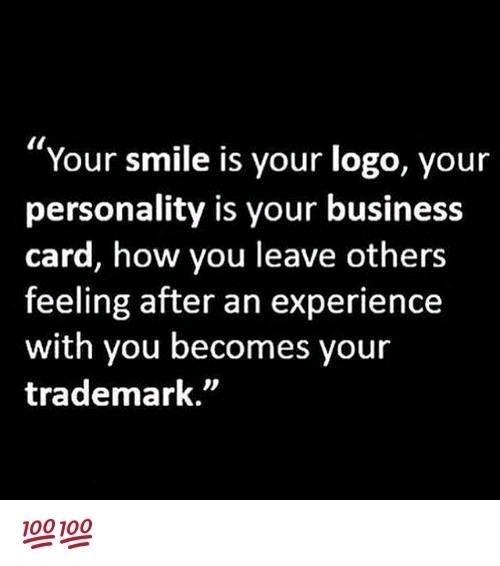 “Your smile is your logo, your
personality is your business
card, how you leave others
feeling after an experience
with you becomes your
trademark.”
💯💯